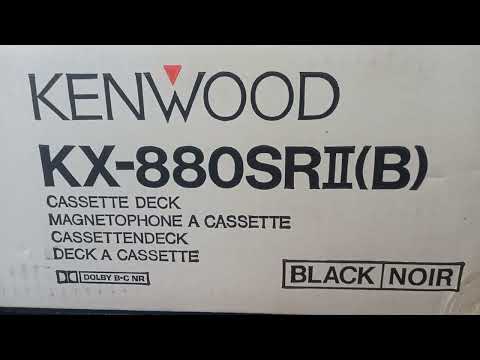 KENWOOD
KX-880SRII(B)
CASSETTE DECK
MAGNETOPHONE A CASSETTE
CASSETTENDECK
DECK A CASSETTE
DOLBY B-C NR
BLACK NOIR